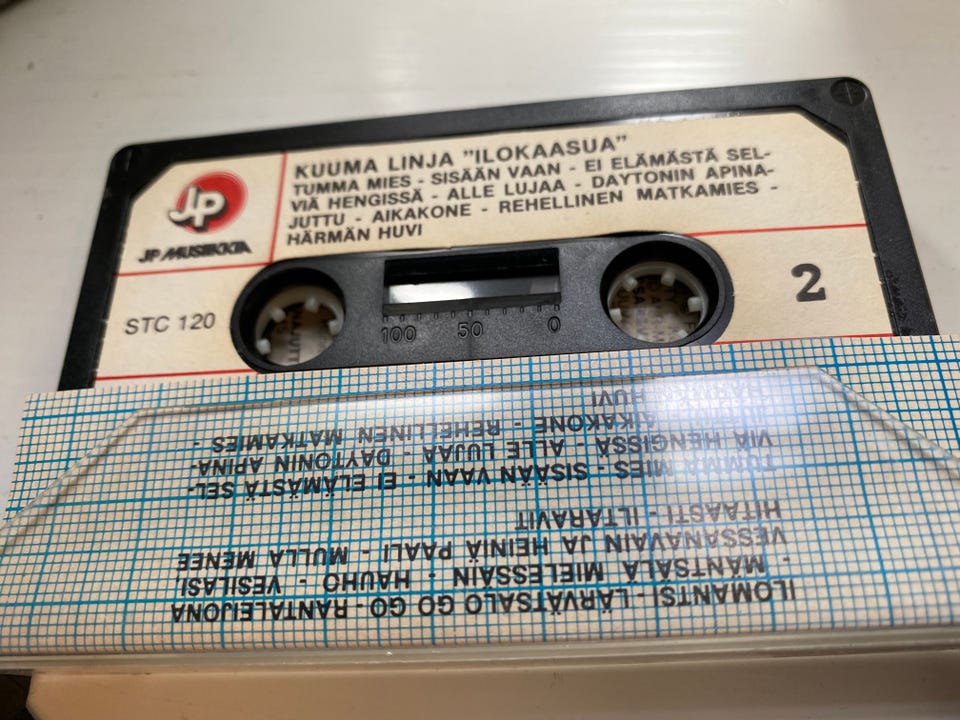 KUUMA LINJA "ILOKAASUA"
TUMMA MIES - SISÄÄN VAAN - EI ELÄMÄSTÄ SEL-
VIÄ HENGISSÄ - ALLE LUJAA - DAYTONIN APINA-
JUTTU - AIKAKONE - REHELLINEN MATKAMIES -
HÄRMÄN HUVI
JP
JP MUSIIKKIA
STC 120
100 50 0
2
ILOMANTSI - LÄRVÄTSALO GO GO - RANTALEIJONA
- MÄNTSÄLÄ MIELESSÄIN - HAUHO - VESILASI
VESSANAVAIN JA HEINIÄ PAALI - MULLA MENEE
HITAASTI - ILTARAVIT
TUMMA MIES - SISÄÄN VAAN - EI ELÄMÄSTÄ SEL-
VIÄ HENGISSÄ - ALLE LUJAA - DAYTONIN APINA-
AIKAKONE - REHELLINEN MATKAMIES -
HUVI